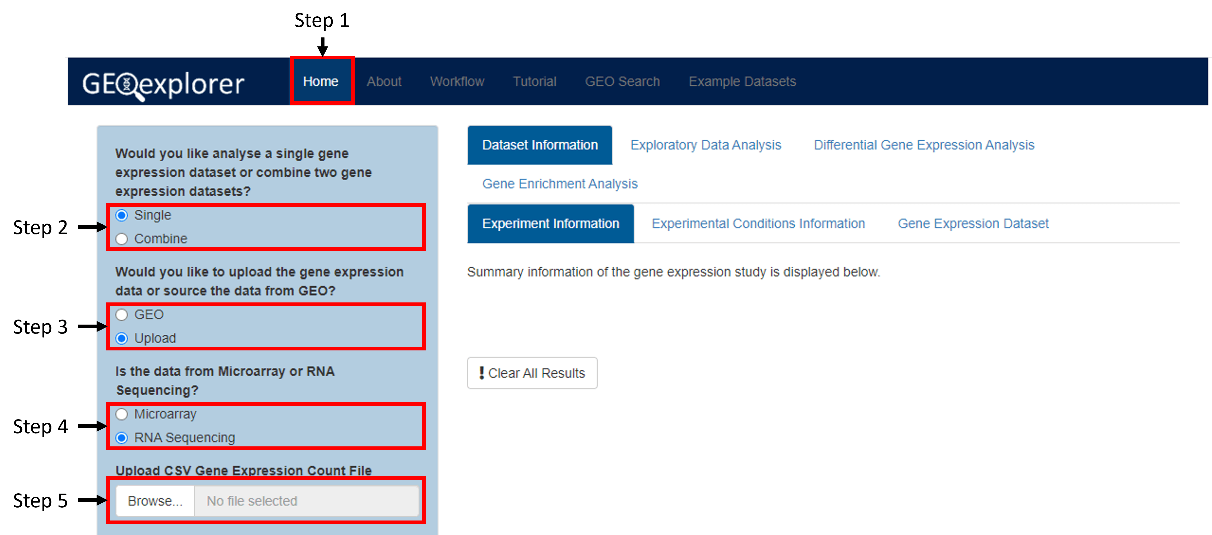 Step 1
GEOexplorer
Home About Workflow Tutorial GEO Search Example Datasets
Would you like analyse a single gene
expression dataset or combine two gene
expression datasets?
Step 2
Single
Combine
Would you like to upload the gene expression
data or source the data from GEO?
Step 3
GEO
Upload
Is the data from Microarray or RNA
Sequencing?
Step 4
Microarray
RNA Sequencing
Upload CSV Gene Expression Count File
Step 5
Browse... No file selected
Dataset Information Exploratory Data Analysis Differential Gene Expression Analysis
Gene Enrichment Analysis
Experiment Information Experimental Conditions Information Gene Expression Dataset
Summary information of the gene expression study is displayed below.
! Clear All Results